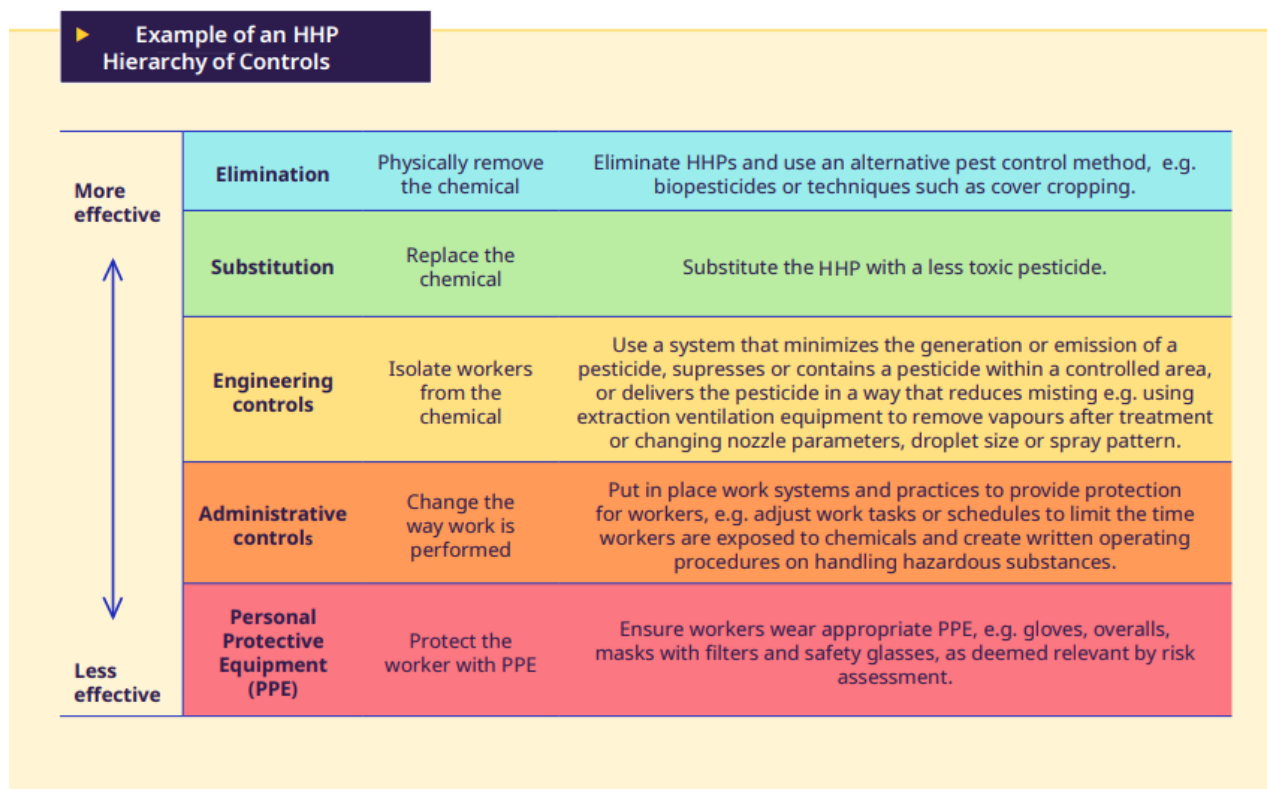 Example of an HHP
Hierarchy of Controls
More
effective
Elimination
Physically remove
the chemical
Eliminate HHPs and use an alternative pest control method, e.g.
biopesticides or techniques such as cover cropping.
Substitution
Replace the
chemical
Substitute the HHP with a less toxic pesticide.
Engineering
controls
Isolate workers
from the
chemical
Use a system that minimizes the generation or emission of a
pesticide, supresses or contains a pesticide within a controlled area,
or delivers the pesticide in a way that reduces misting e.g. using
extraction ventilation equipment to remove vapours after treatment
or changing nozzle parameters, droplet size or spray pattern.
Administrative
controls
Change the
way work is
performed
Put in place work systems and practices to provide protection
for workers, e.g. adjust work tasks or schedules to limit the time
workers are exposed to chemicals and create written operating
procedures on handling hazardous substances.
Less
effective
Personal
Protective
Equipment
(PPE)
Protect the
worker with PPE
Ensure workers wear appropriate PPE, e.g. gloves, overalls,
masks with filters and safety glasses, as deemed relevant by risk
assessment.